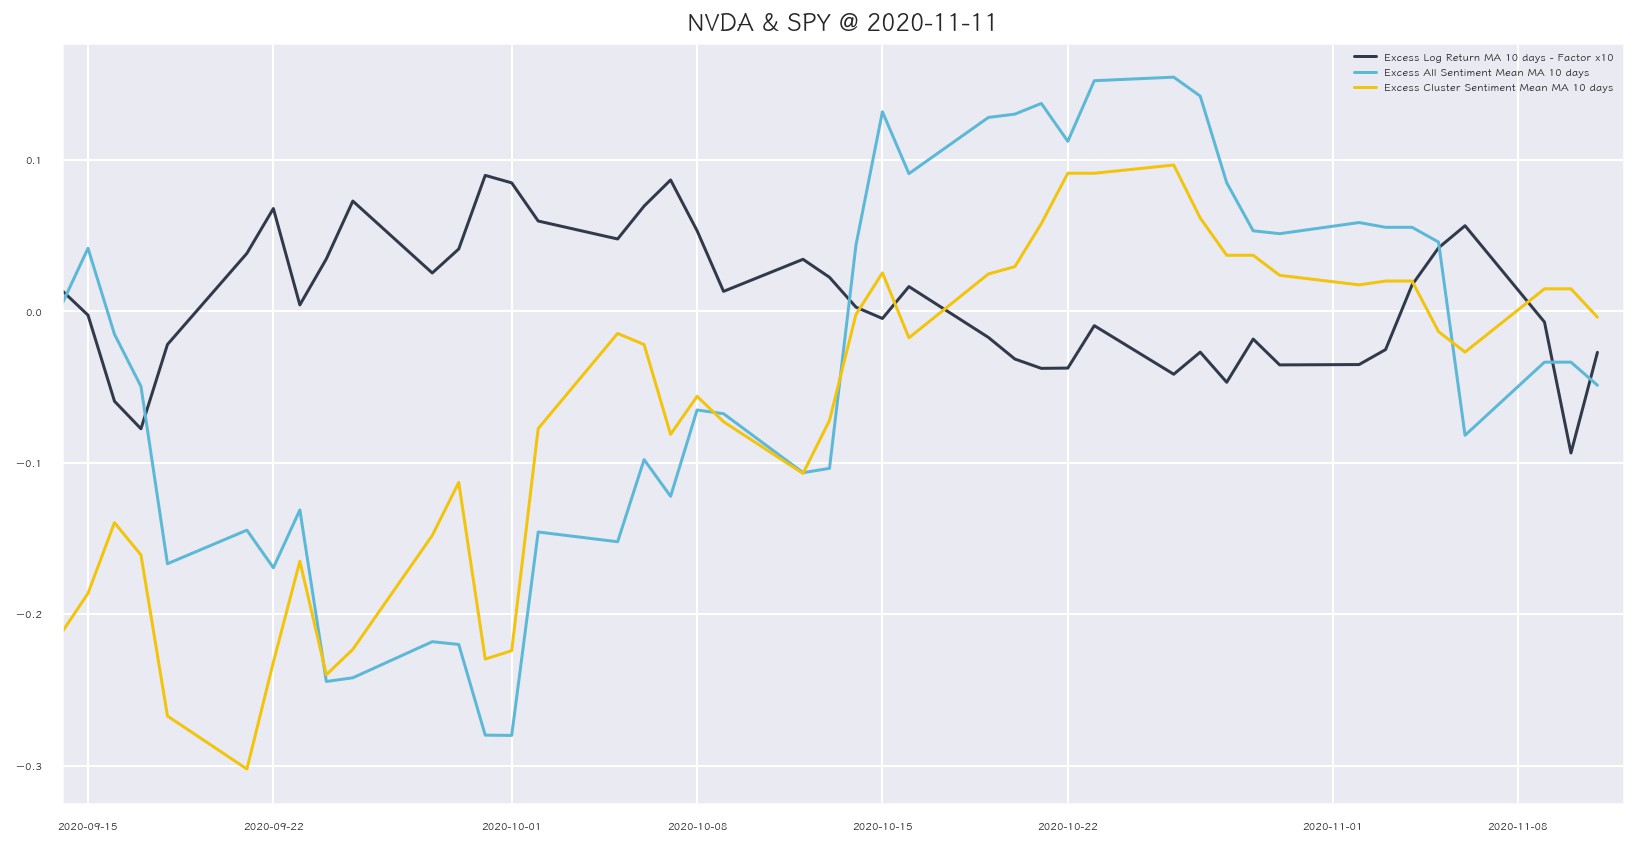 NVDA & SPY @ 2020-11-11
Excess Log Return MA 10 days - Factor x10
Excess All Sentiment Mean MA 10 days
Excess Cluster Sentiment Mean MA 10 days
0.1
0.0
−0.1
−0.2
−0.3
2020-09-15 2020-09-22 2020-10-01 2020-10-08 2020-10-15 2020-10-22 2020-11-01 2020-11-08